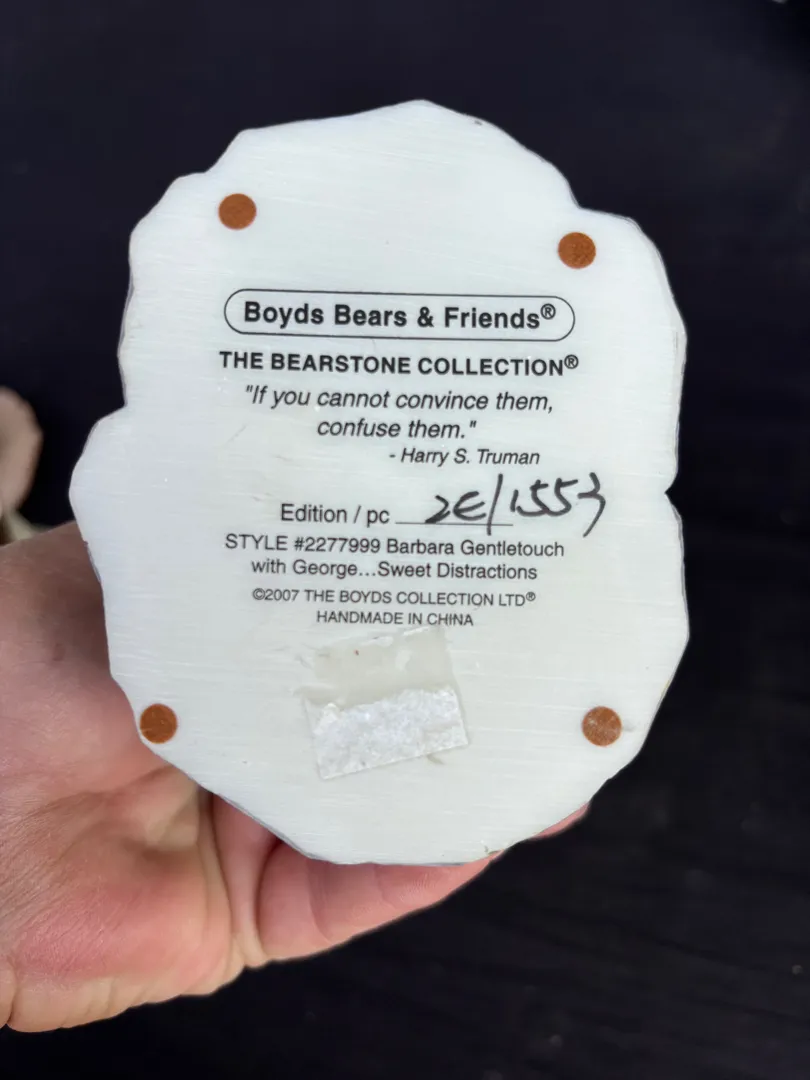 Boyds Bears & Friends®
THE BEARSTONE COLLECTION®
"If you cannot convince them,
confuse them."
- Harry S. Truman
Edition / pc 2E/1553
STYLE #2277999 Barbara Gentletouch
with George...Sweet Distractions
©2007 THE BOYDS COLLECTION LTD®
HANDMADE IN CHINA